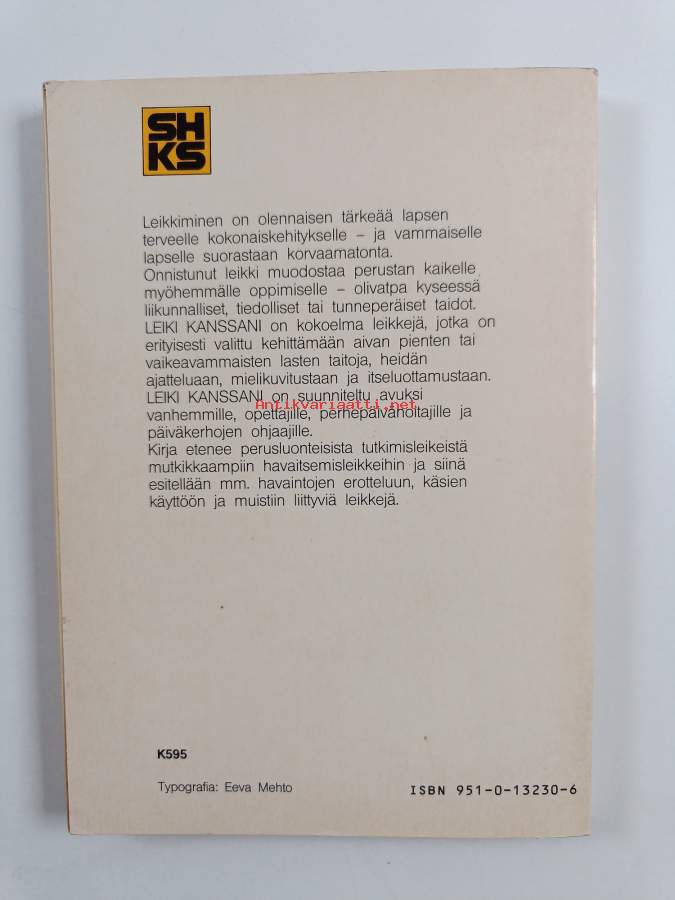 SH
KS
Leikkiminen on olennaisen tärkeää lapsen
terveelle kokonaiskehitykselle – ja vammaiselle
lapselle suorastaan korvaamatonta.
Onnistunut leikki muodostaa perustan kaikelle
myöhemmälle oppimiselle – olivatpa kyseessä
liikunnalliset, tiedolliset tai tunneperäiset taidot.
LEIKI KANSSANI on kokoelma leikkejä, jotka on
erityisesti valittu kehittämään aivan pienten tai
vaikeavammaisten lasten taitoja, heidän
ajatteluaan, mielikuvitustaan ja itseluottamustaan.
LEIKI KANSSANI on suunniteltu avuksi
Antikvariaatti.net
vanhemmille, opettajille, perhepäivähoitajille ja
päiväkerhojen ohjaajille.
Kirja etenee perusluonteisista tutkimisleikeistä
mutkikkaampiin havaitsemisleikkeihin ja siinä
esitellään mm. havaintojen erotteluun, käsien
käyttöön ja muistiin liittyviä leikkejä.
K595
Typografia: Eeva Mehto
ISBN 951-0-13230-6